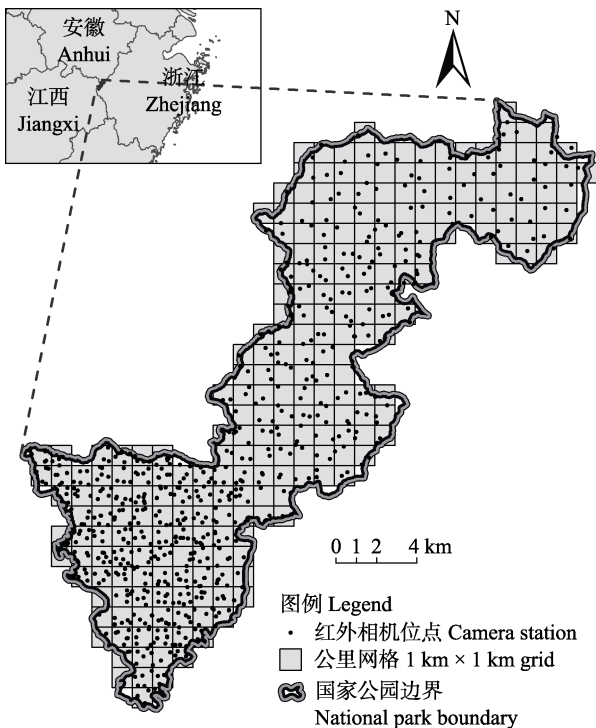 安徽
Anhui
浙江
Zhejiang
江西
Jiangxi
N
0 1 2 4 km
图例 Legend
红外相机位点 Camera station
公里网格 1 km × 1 km grid
国家公园边界
National park boundary